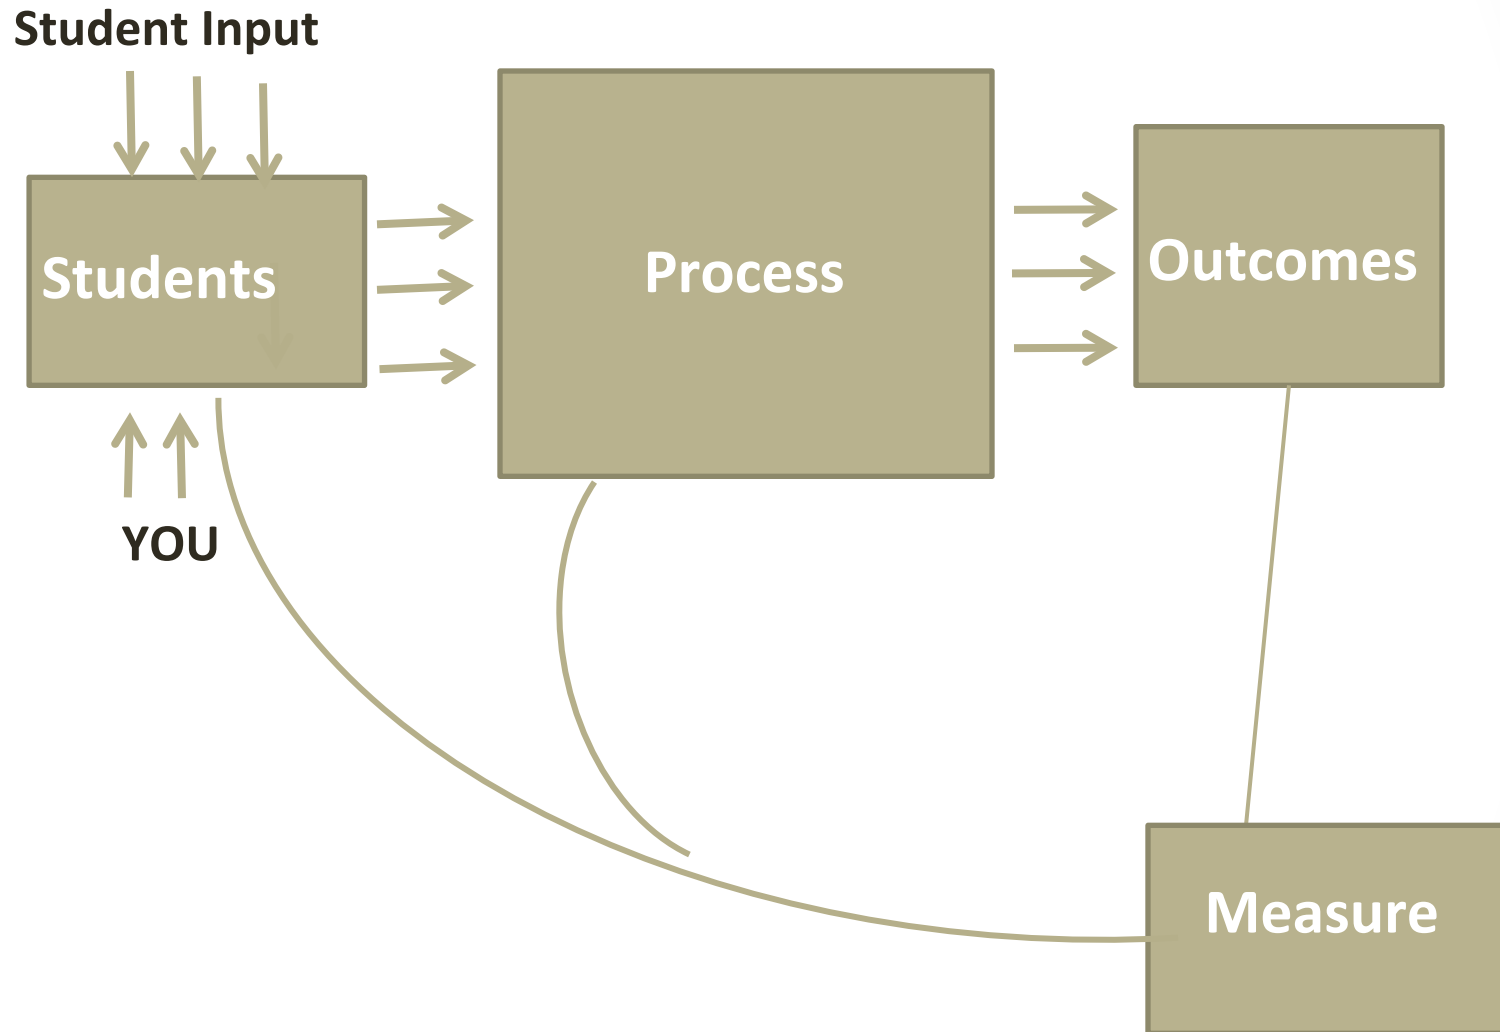 Student Input
Students
Process
Outcomes
YOU
Measure